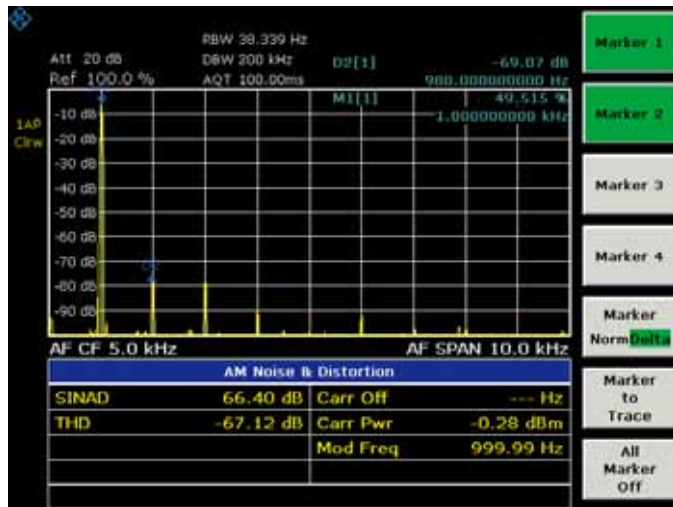 RBW 38.339 Hz
Att 20 dB DBW 200 kHz D2[1] -69.07 dB
Ref 100.0 % AQT 100.00ms 980.000000000 Hz
M1[1] 49.515 %
1.000000000 kHz
1AP
Clrw
-10 dB
-20 dB
-30 dB
-40 dB
-50 dB
-60 dB
-70 dB
D2
-80 dB
-90 dB
AF CF 5.0 kHz AF SPAN 10.0 kHz
AM Noise & Distortion
SINAD 66.40 dB Carr Off --- Hz
THD -67.12 dB Carr Pwr -0.28 dBm
Mod Freq 999.99 Hz
Marker 1
Marker 2
Marker 3
Marker 4
Marker
Norm Delta
Marker
to
Trace
All
Marker
Off